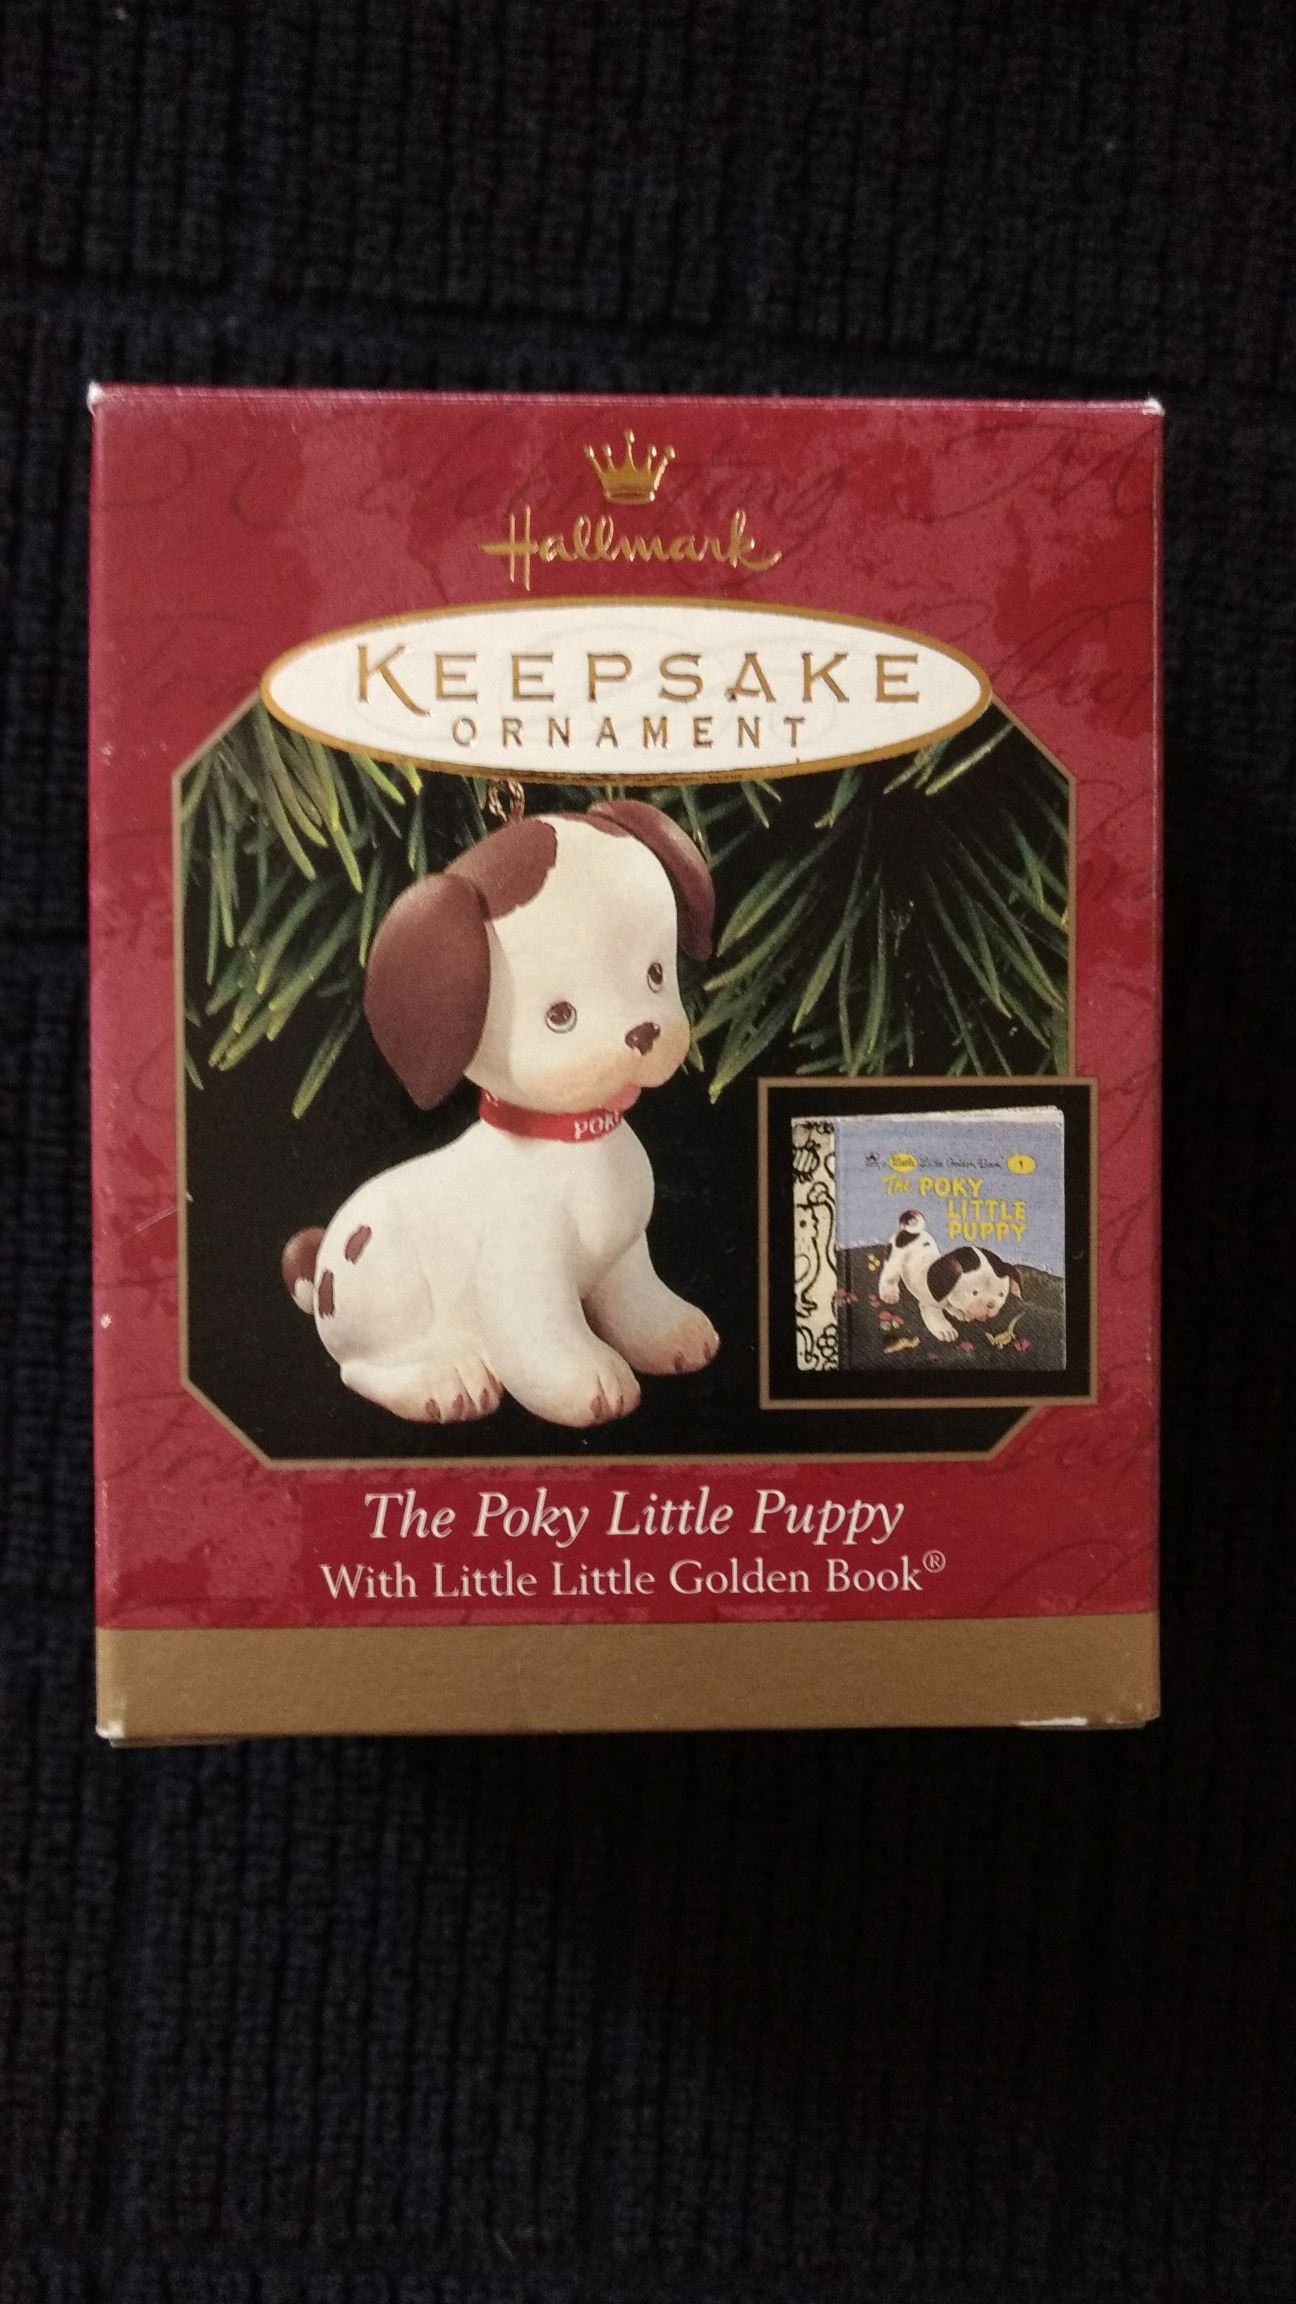 Hallmark
KEEPSAKE
ORNAMENT
POK
Little Golden Book 1
The POKY
LITTLE
PUPPY
The Poky Little Puppy
With Little Little Golden Book®